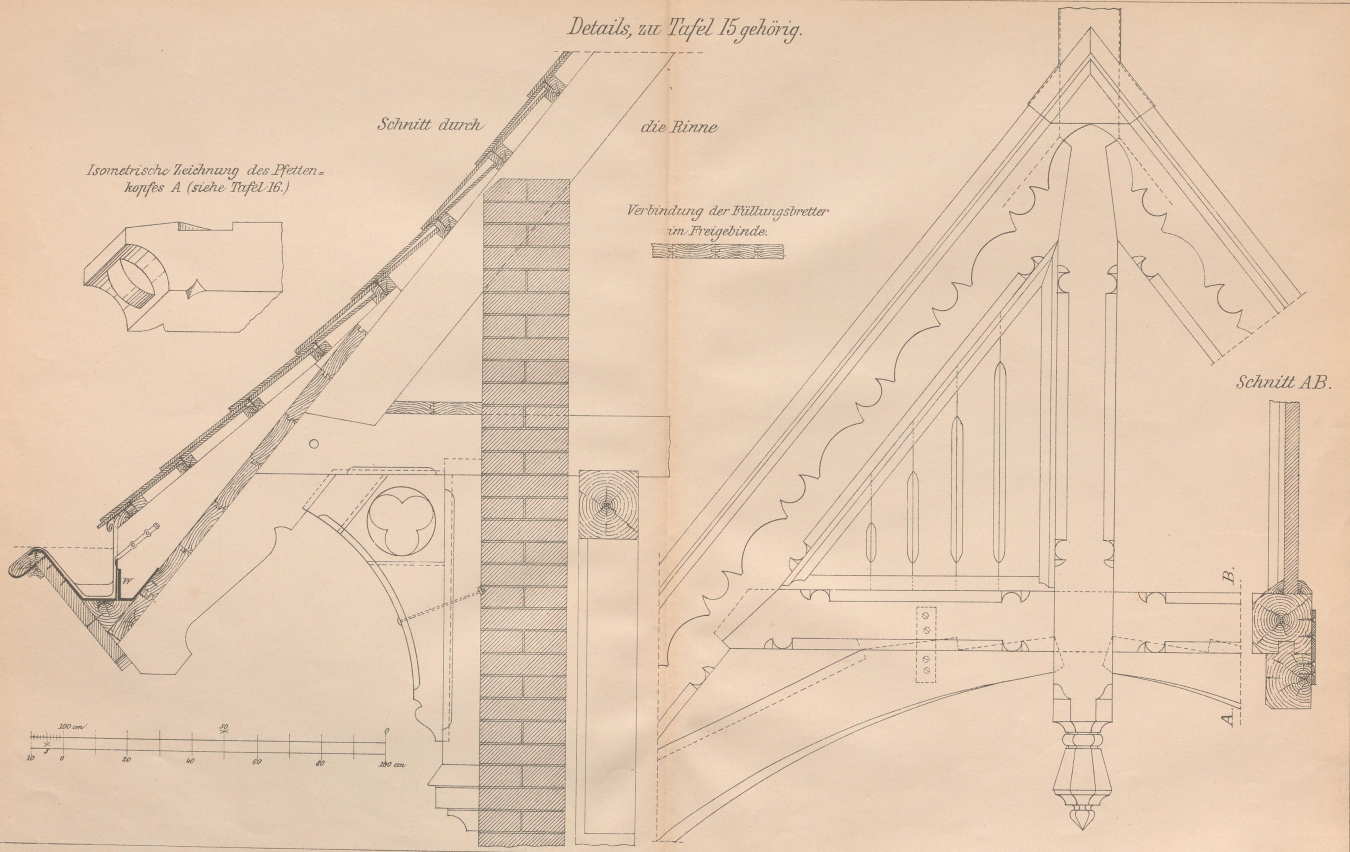 Details, zu Tafel 15 gehörig.
Schnitt durch die Rinne
Isometrische Zeichnung des Pfetten=
kopfes A (siehe Tafel 16.)
Verbindung der Füllungsbretter
im Freigebinde.
Schnitt AB.
W
B.
A.
100 cm 50 0
5
10 0 20 40 60 80 100 cm